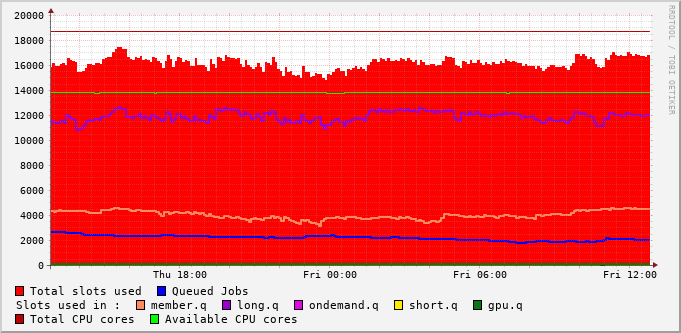 20000
18000
16000
14000
12000
10000
8000
6000
4000
2000
0
Thu 18:00 Fri 00:00 Fri 06:00 Fri 12:00
Total slots used Queued Jobs
Slots used in : member.q long.q ondemand.q short.q gpu.q
Total CPU cores Available CPU cores
RRDTOOL / TOBI OETIKER